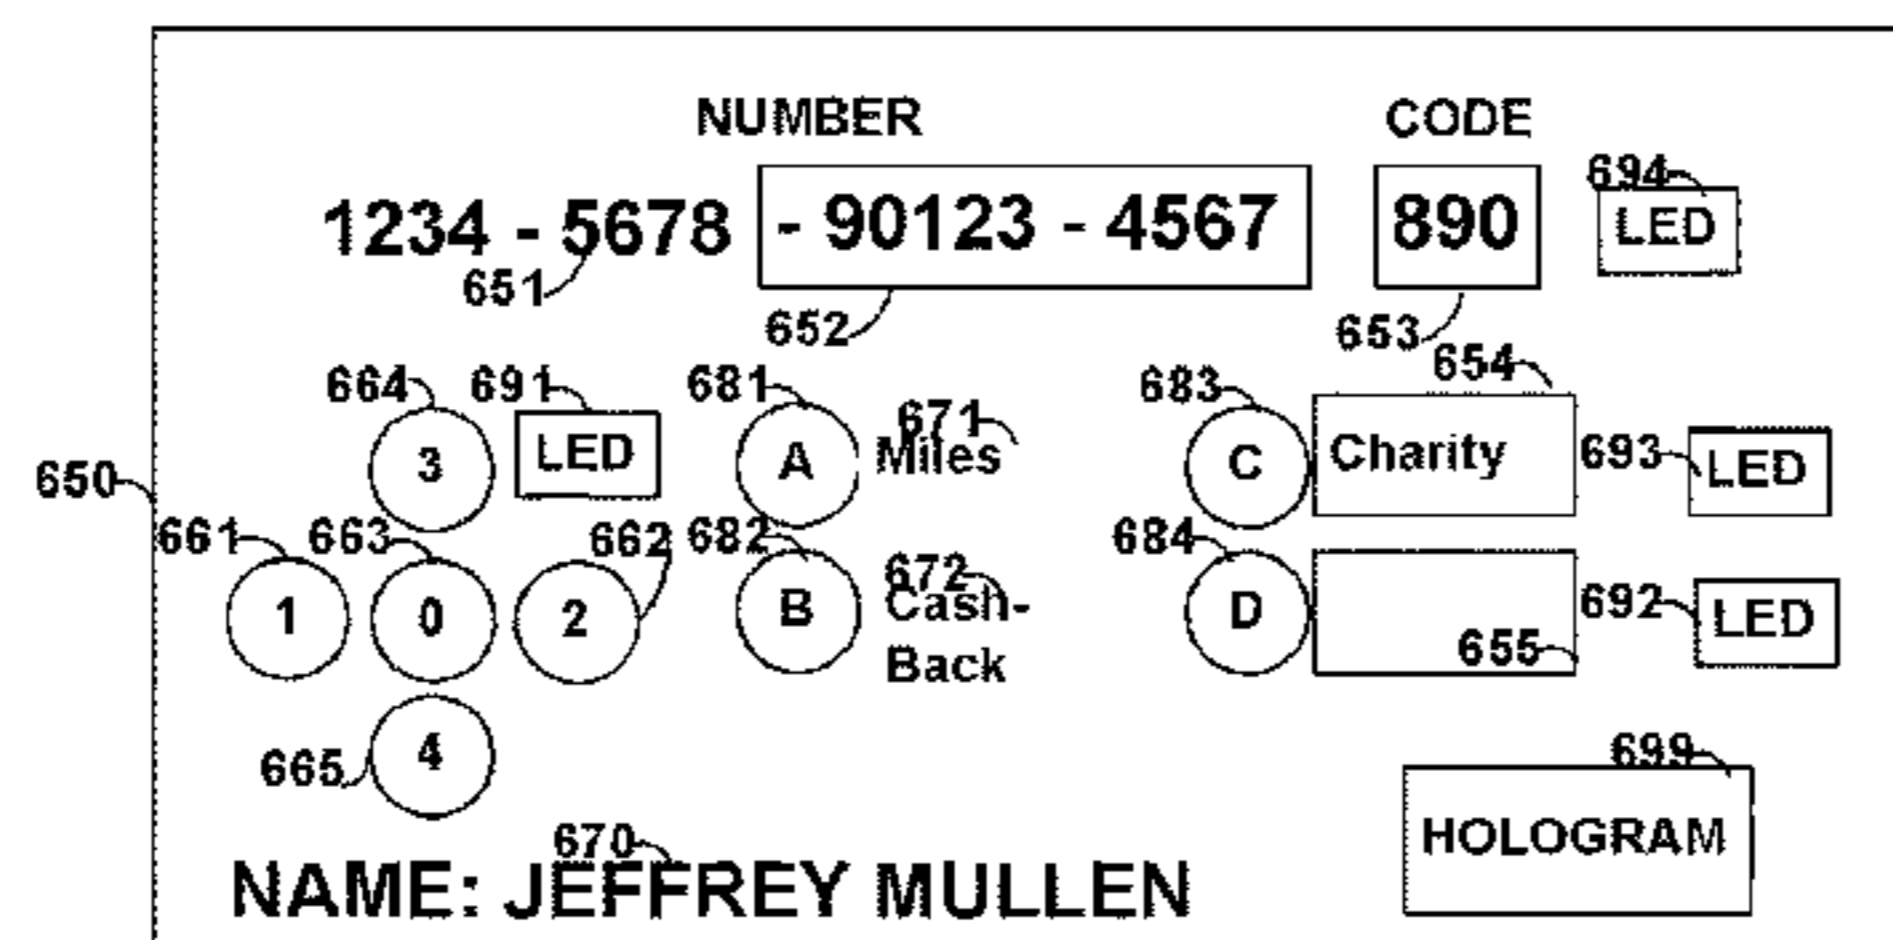 NUMBER CODE
1234 - 5678 - 90123 - 4567 890 LED 694
651 652 653 654
664 691 681 671 683
3 LED A Miles C Charity 693 LED
650
661 663 662 682 672 684
1 0 2 B Cash- D 692 LED
Back 655
665 4 699
HOLOGRAM
670
NAME: JEFFREY MULLEN